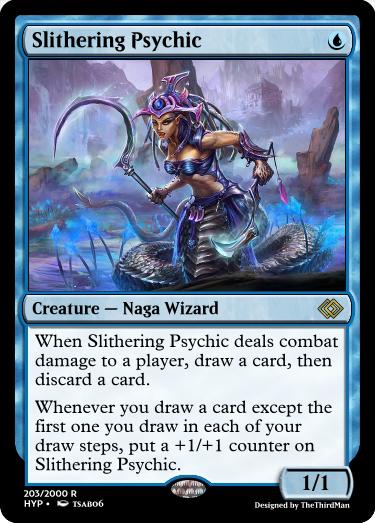 Slithering Psychic
Creature — Naga Wizard
When Slithering Psychic deals combat
damage to a player, draw a card, then
discard a card.
Whenever you draw a card except the
first one you draw in each of your
draw steps, put a +1/+1 counter on
Slithering Psychic.
1/1
203/2000 R
HYP • TSABO6
Designed by TheThirdMan